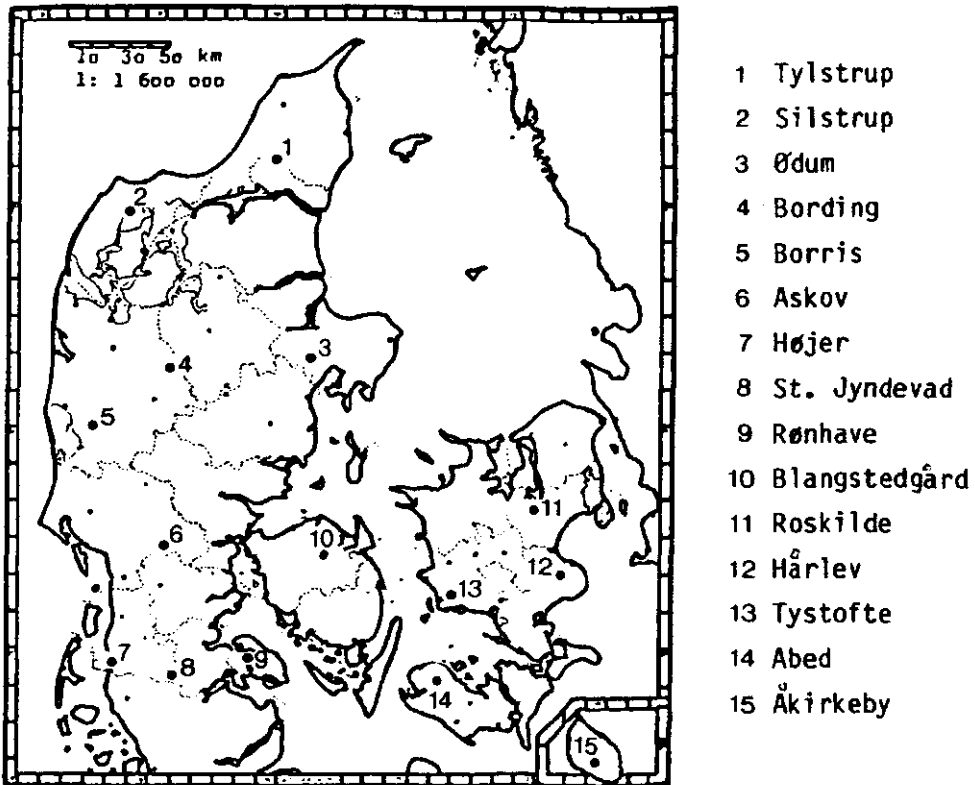 10 30 50 km
1: 1 600 000
1
2
3
4
5
6
7
8
9
10
11
12
13
14
15
1 Tylstrup
2 Silstrup
3 Ødum
4 Bording
5 Borris
6 Askov
7 Højer
8 St. Jyndevad
9 Rønhave
10 Blangstedgård
11 Roskilde
12 Hårlev
13 Tystofte
14 Abed
15 Åkirkeby